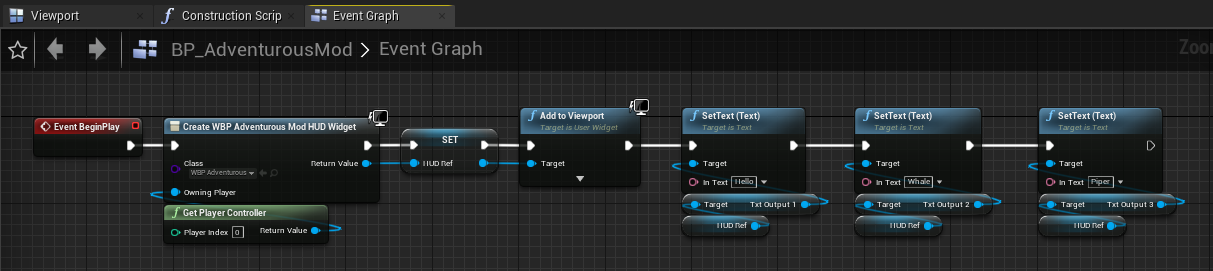 Viewport
Construction Scrip
Event Graph
BP_AdventurousMod > Event Graph
Zoo
Event BeginPlay
Create WBP Adventurous Mod HUD Widget
Class
WBP Adventurous
Return Value
Owning Player
Get Player Controller
Player Index 0
Return Value
SET
HUD Ref
Add to Viewport
Target is User Widget
Target
SetText (Text)
Target is Text
Target
In Text Hello
Target Txt Output 1
HUD Ref
SetText (Text)
Target is Text
Target
In Text Whale
Target Txt Output 2
HUD Ref
SetText (Text)
Target is Text
Target
In Text Piper
Target Txt Output 3
HUD Ref